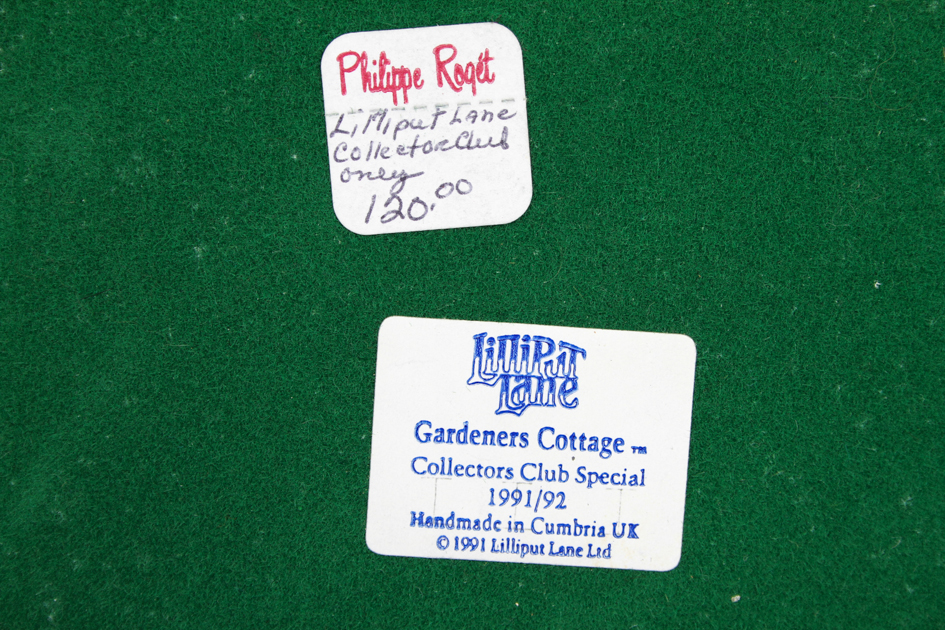 Philippe Rogét
Lilliput Lane
Collector Club
only
120.00
Lilliput
Lane
Gardeners Cottage™
Collectors Club Special
1991/92
Handmade in Cumbria UK
© 1991 Lilliput Lane Ltd